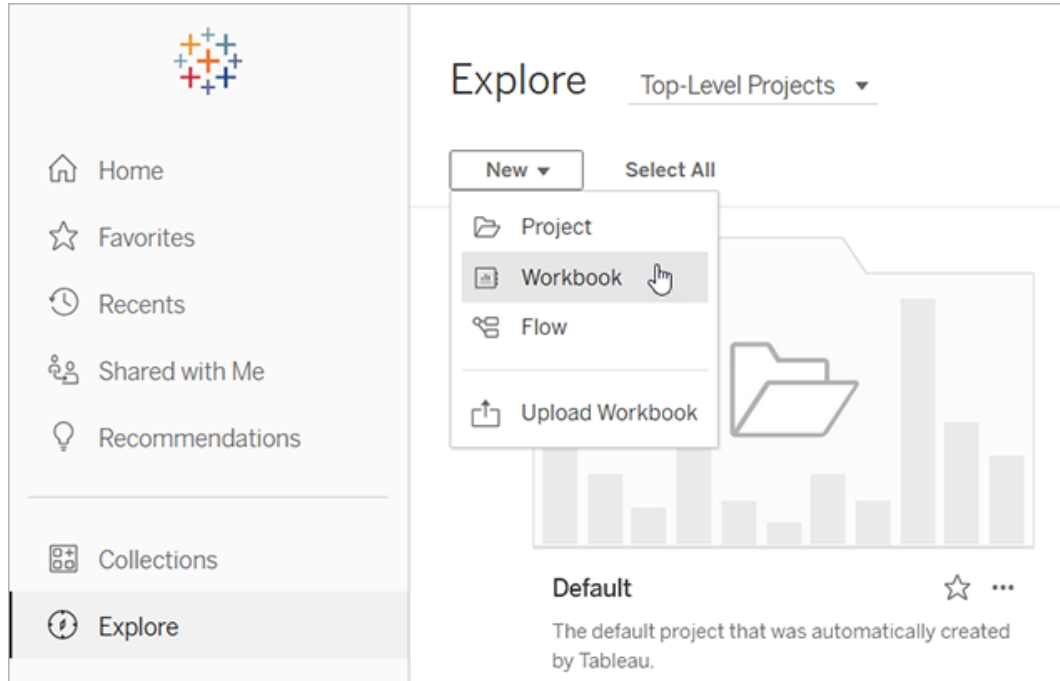 Home
Favorites
Recents
Shared with Me
Recommendations
Collections
Explore
Explore
Top-Level Projects
New
Select All
Project
Workbook
Flow
Upload Workbook
Default
The default project that was automatically created
by Tableau.